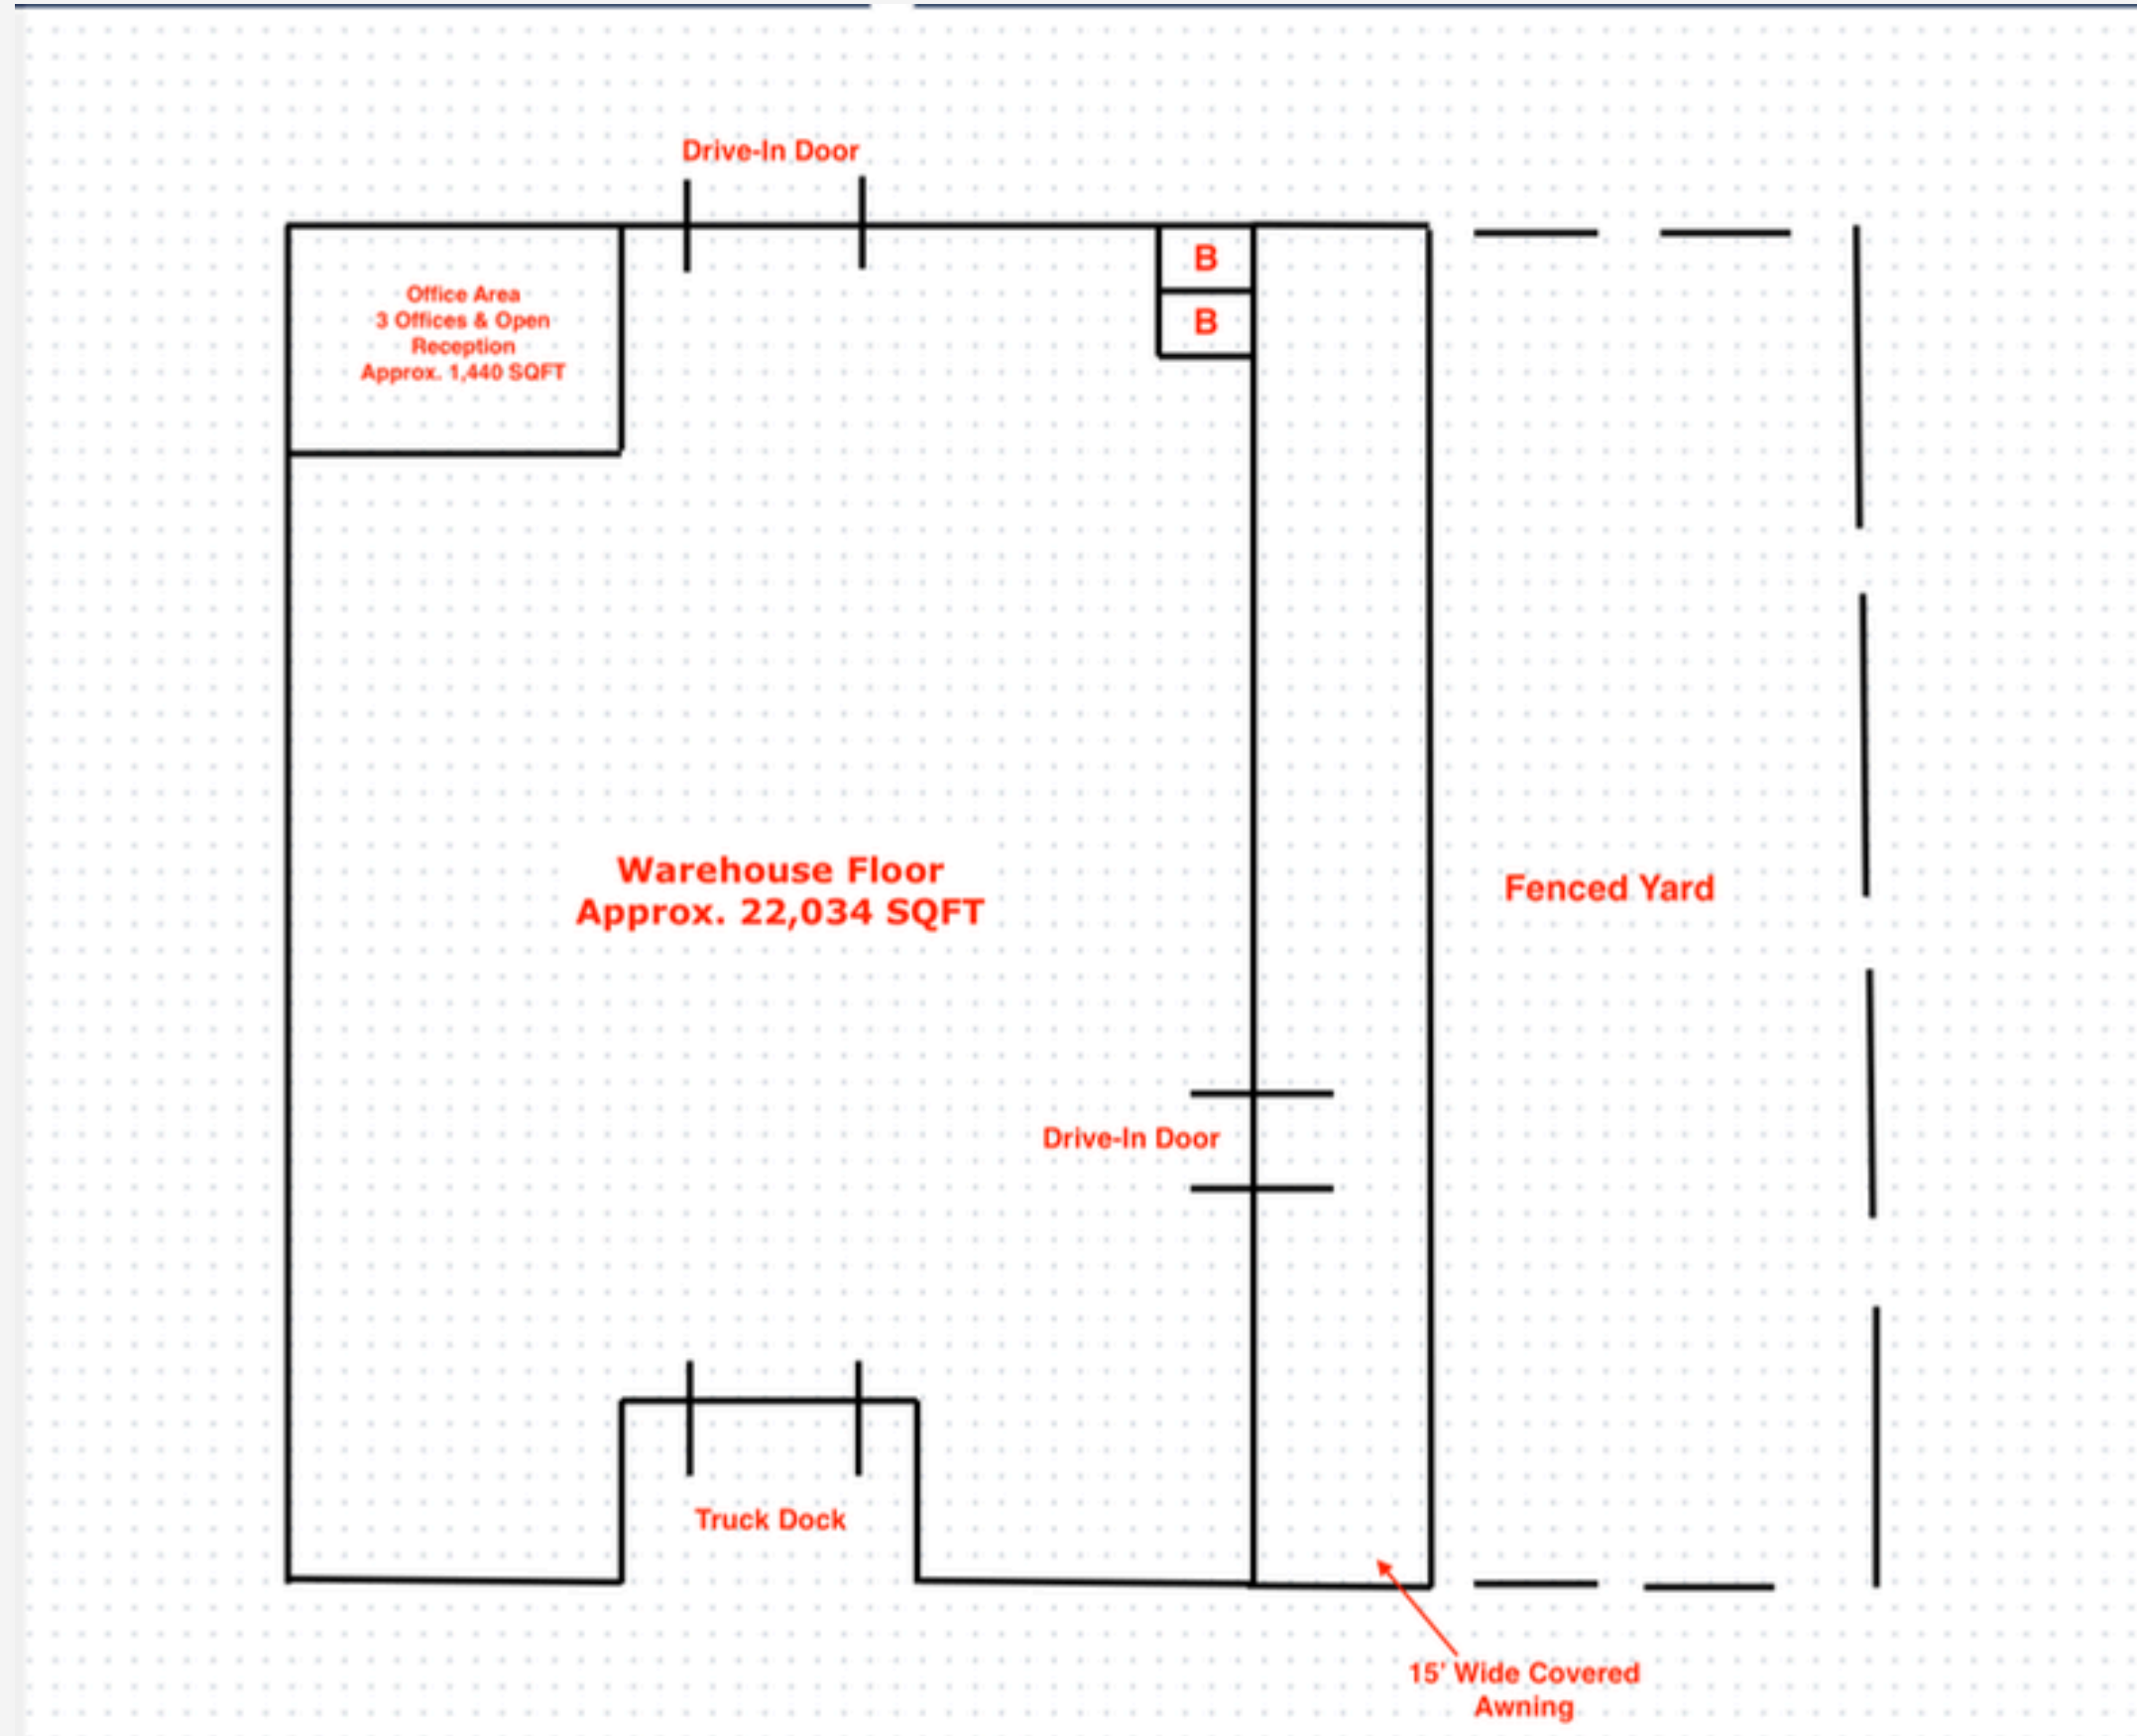 Drive-In Door
B
B
Office Area
3 Offices & Open
Reception
Approx. 1,440 SQFT
Warehouse Floor
Approx. 22,034 SQFT
Fenced Yard
Drive-In Door
Truck Dock
15' Wide Covered
Awning